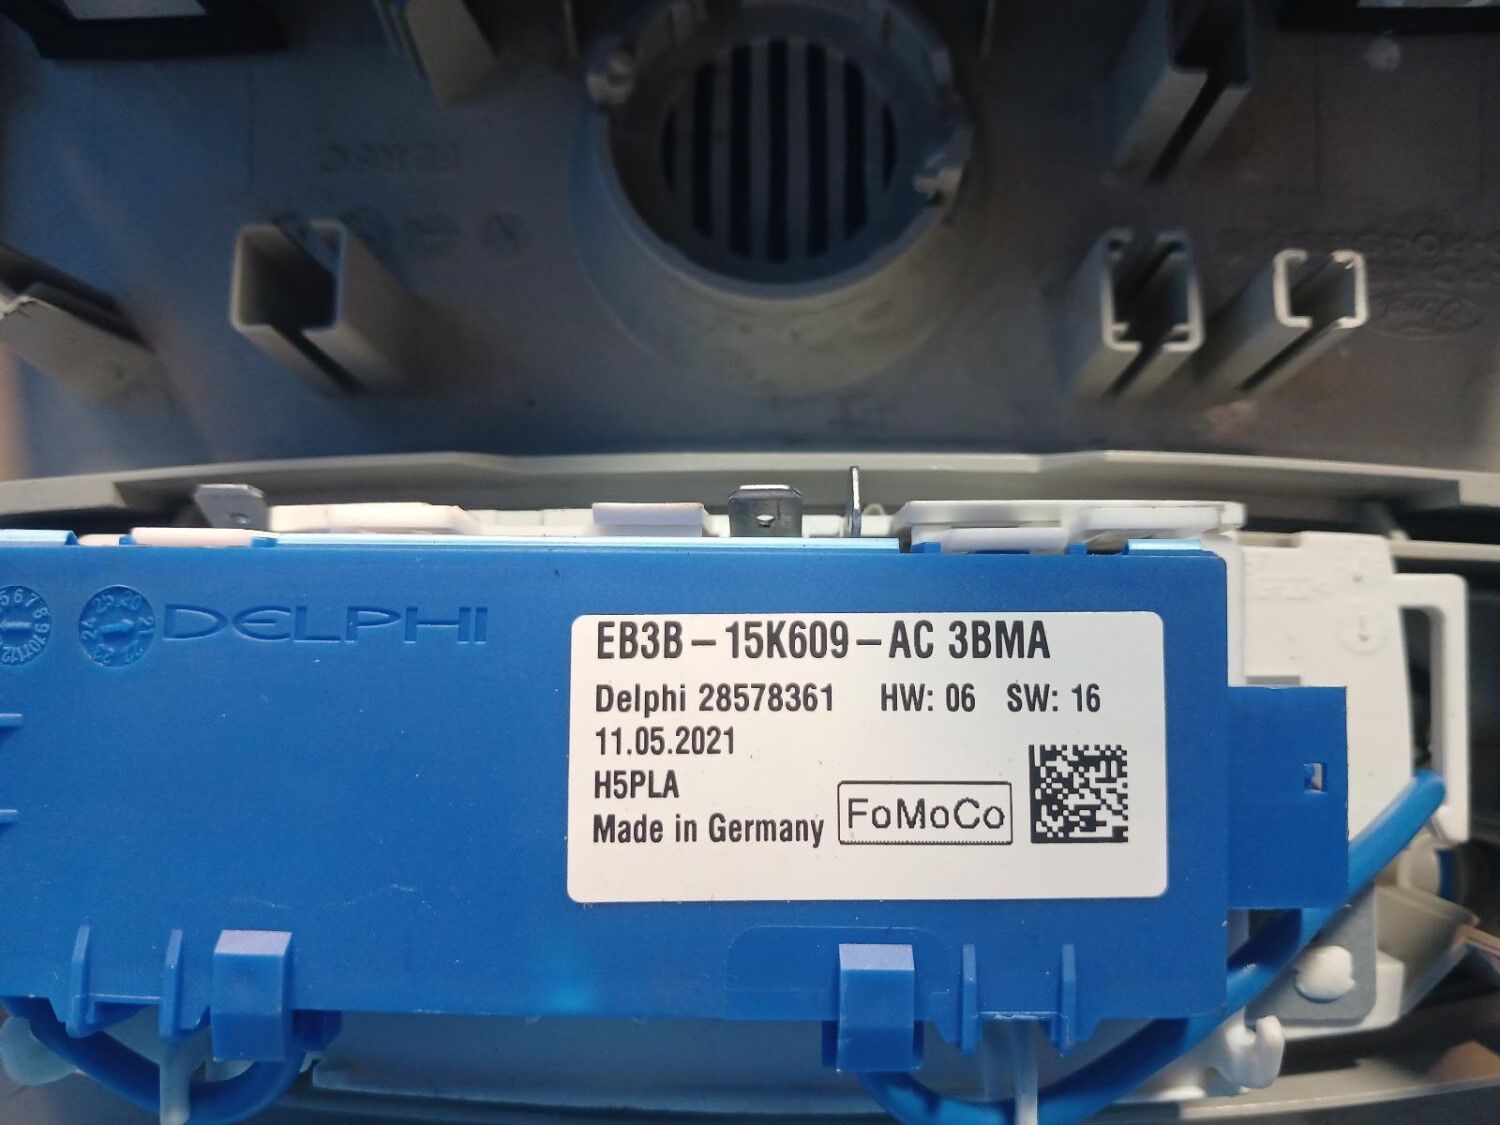 DELPHI
EB3B-15K609-AC 3BMA
Delphi 28578361 HW: 06 SW: 16
11.05.2021
H5PLA
Made in Germany
FoMoCo